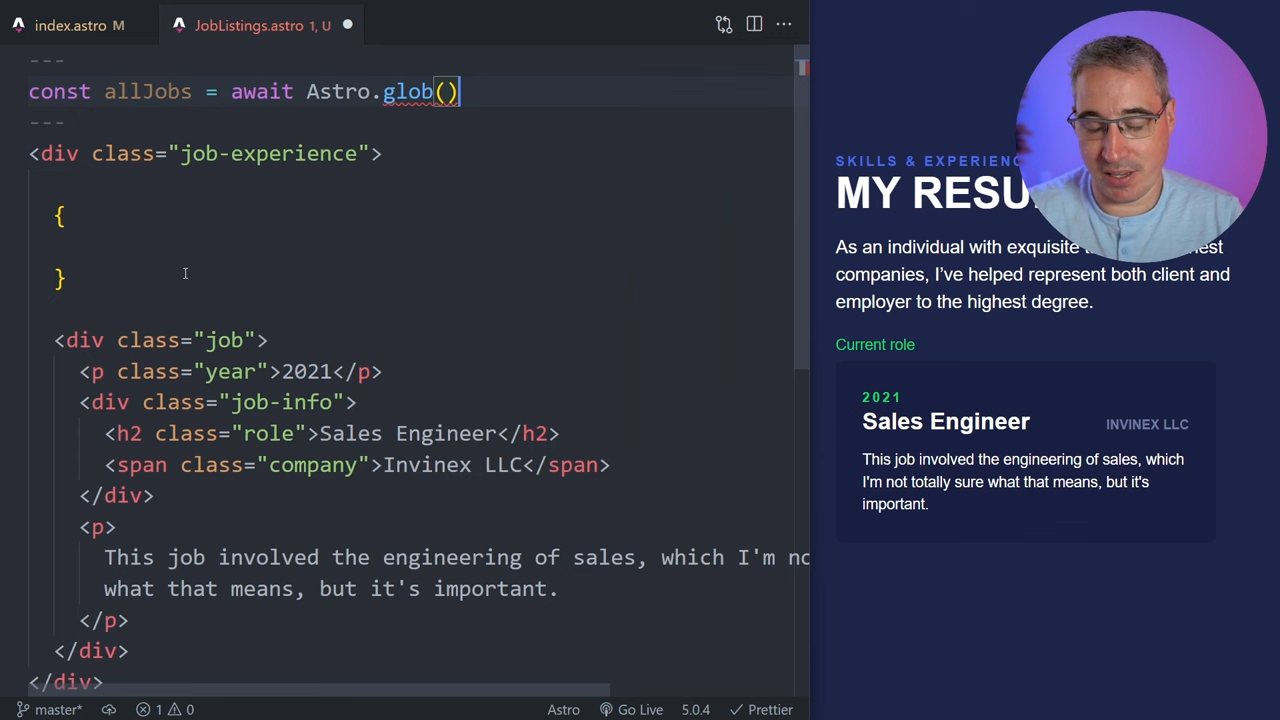 index.astro M
JobListings.astro 1, U
---
const allJobs = await Astro.glob()
---
<div class="job-experience">
{
}
<div class="job">
<p class="year">2021</p>
<div class="job-info">
<h2 class="role">Sales Engineer</h2>
<span class="company">Invinex LLC</span>
</div>
<p>
This job involved the engineering of sales, which I'm
what that means, but it's important.
</p>
</div>
</div>
master*
1
0
Astro
Go Live
5.0.4
Prettier
SKILLS &
MY
As an individual with exquisite
companies, I've helped represent both client and
employer to the highest degree.
Current role
2021
Sales Engineer
INVINEX LLC
This job involved the engineering of sales, which
I'm not totally sure what that means, but it's
important.